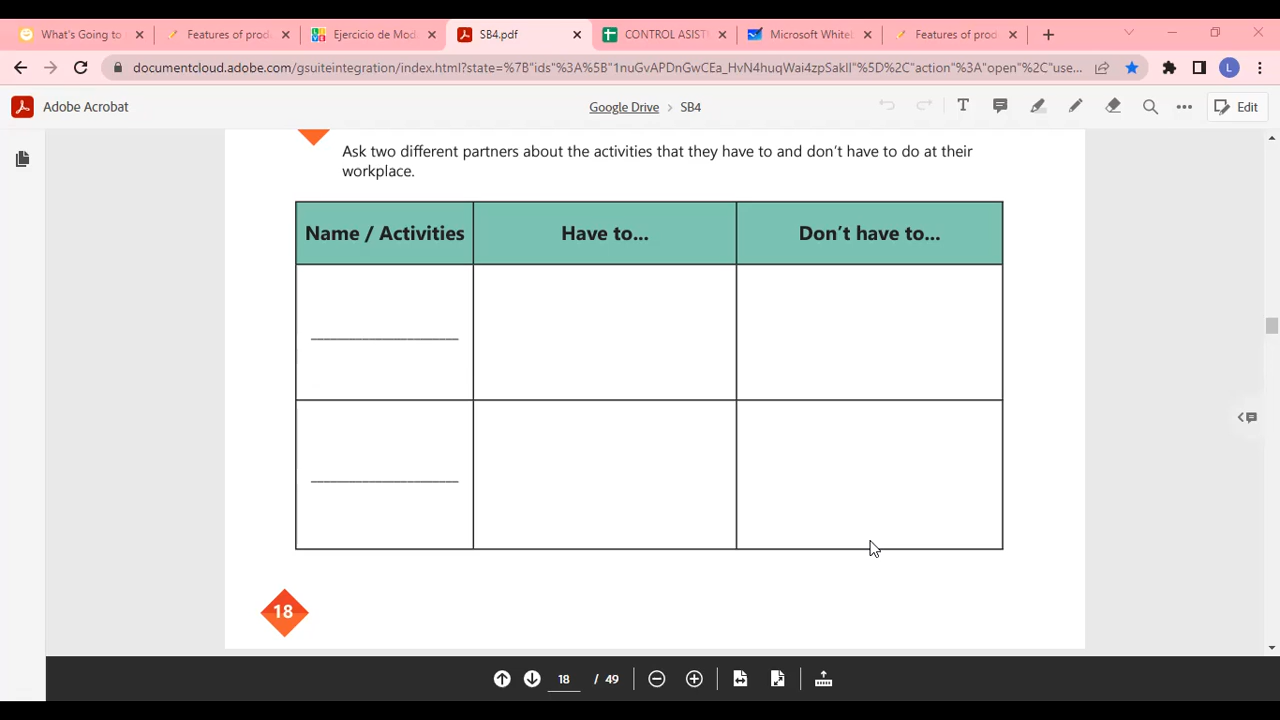 What's Going to
Features of prod
Ejercicio de Mod
SB4.pdf
CONTROL ASIST
Microsoft Whitel
Features of prod
documentcloud.adobe.com/gsuiteintegration/index.html?state=%7B"ids"%3A%5B"1nuGvAPDnGwCEa_HvN4huqWai4zpSakII"%5D%2C"action"%3A"open"%2C"use...
L
Adobe Acrobat
Google Drive > SB4
T
Edit
Ask two different partners about the activities that they have to and don't have to do at their
workplace.
Name / Activities
Have to...
Don't have to...
18
18 / 49